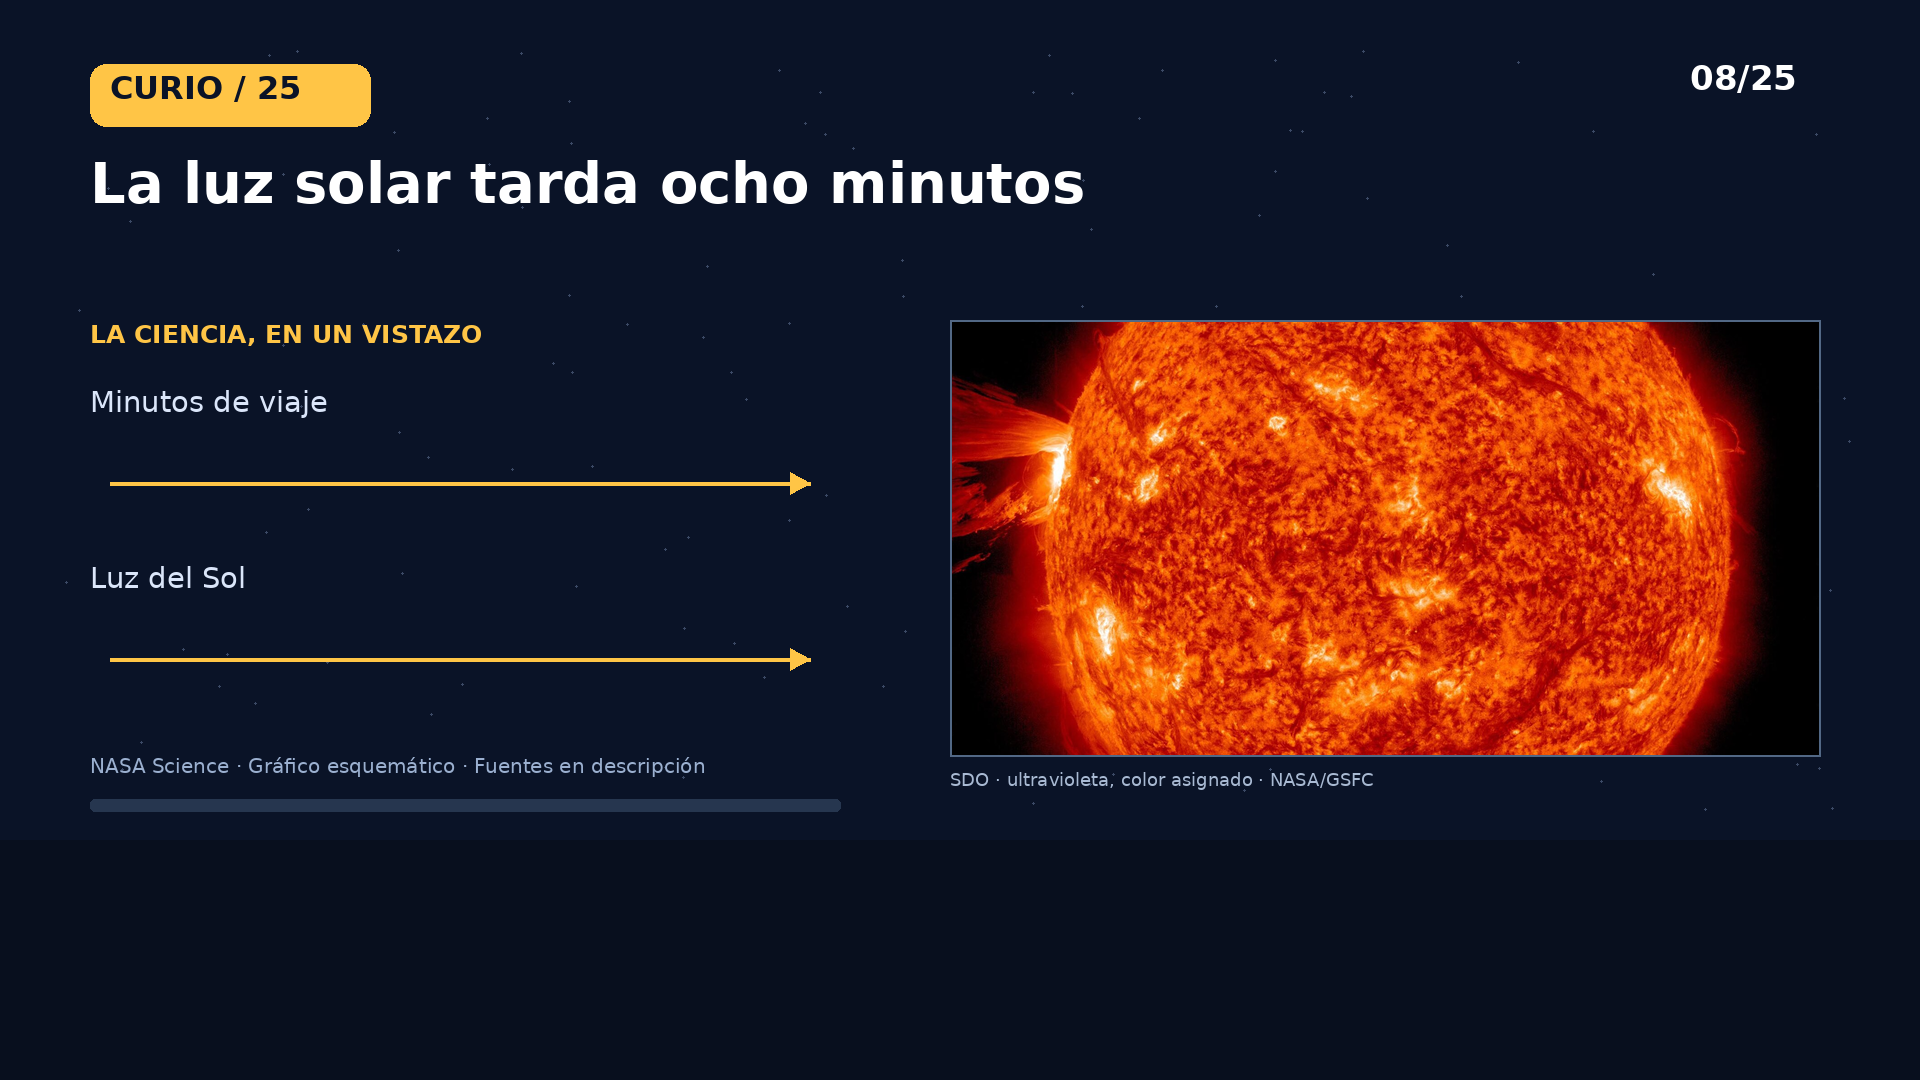 CURIO / 25
08/25
La luz solar tarda ocho minutos
LA CIENCIA, EN UN VISTAZO
Minutos de viaje
Luz del Sol
NASA Science · Gráfico esquemático · Fuentes en descripción
SDO · ultravioleta, color asignado · NASA/GSFC